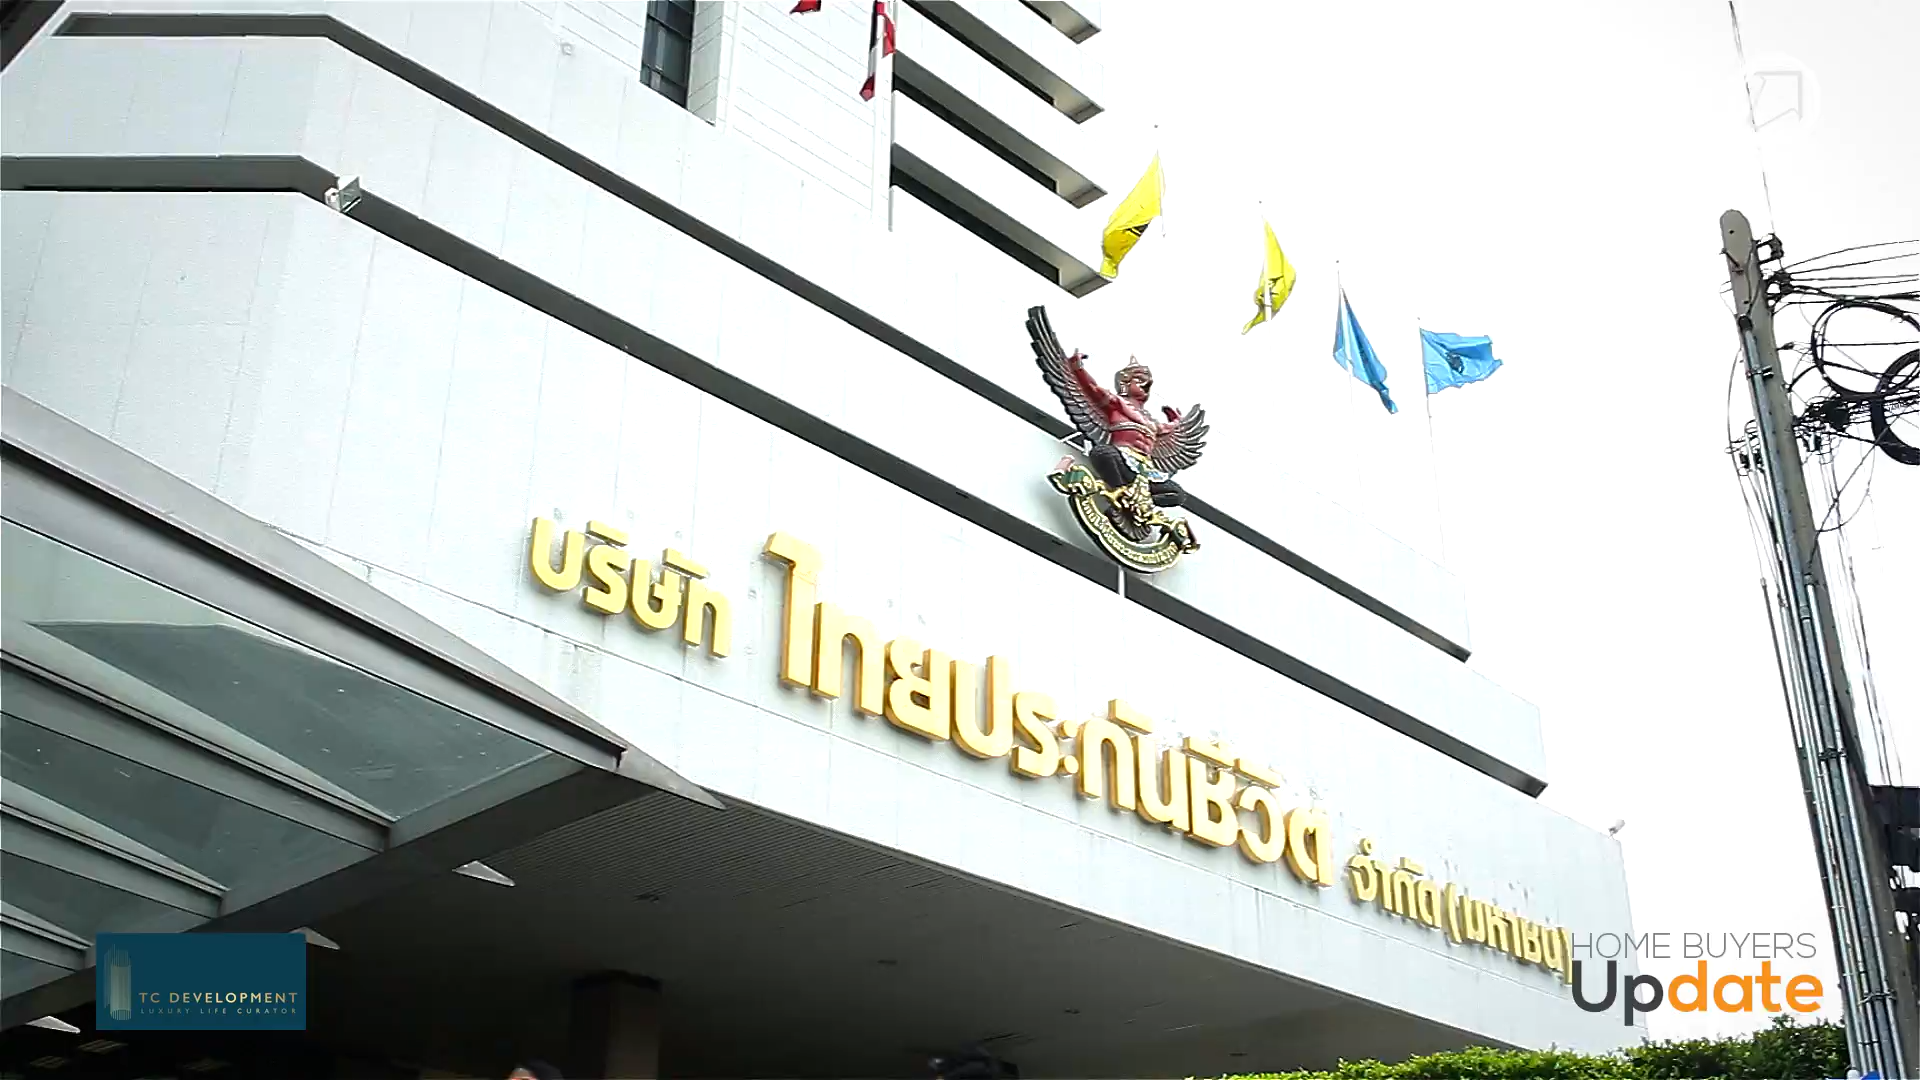 บริษัท ไทยประกันชีวิต จำกัด (มหาชน)
HOME BUYERS
Update
TC DEVELOPMENT
LUXURY LIFE CURATOR